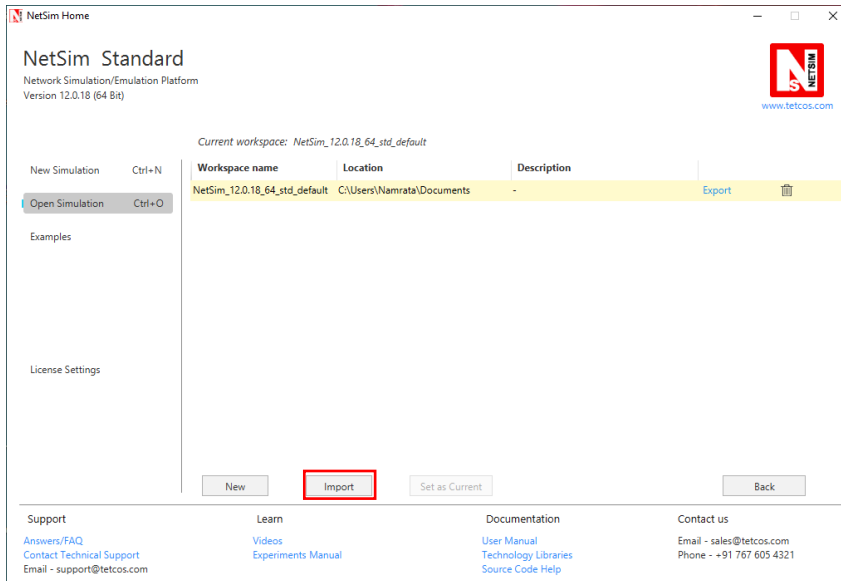 NetSim Home
NetSim Standard
Network Simulation/Emulation Platform
Version 12.0.18 (64 Bit)
NETSIM
www.tetcos.com
Current workspace: NetSim_12.0.18_64_std_default
New Simulation Ctrl+N
Open Simulation Ctrl+O
Examples
License Settings
Workspace name Location Description
NetSim_12.0.18_64_std_default C:\Users\Namrata\Documents - Export
New Import Set as Current Back
Support
Answers/FAQ
Contact Technical Support
Email - support@tetcos.com
Learn
Videos
Experiments Manual
Documentation
User Manual
Technology Libraries
Source Code Help
Contact us
Email - sales@tetcos.com
Phone - +91 767 605 4321